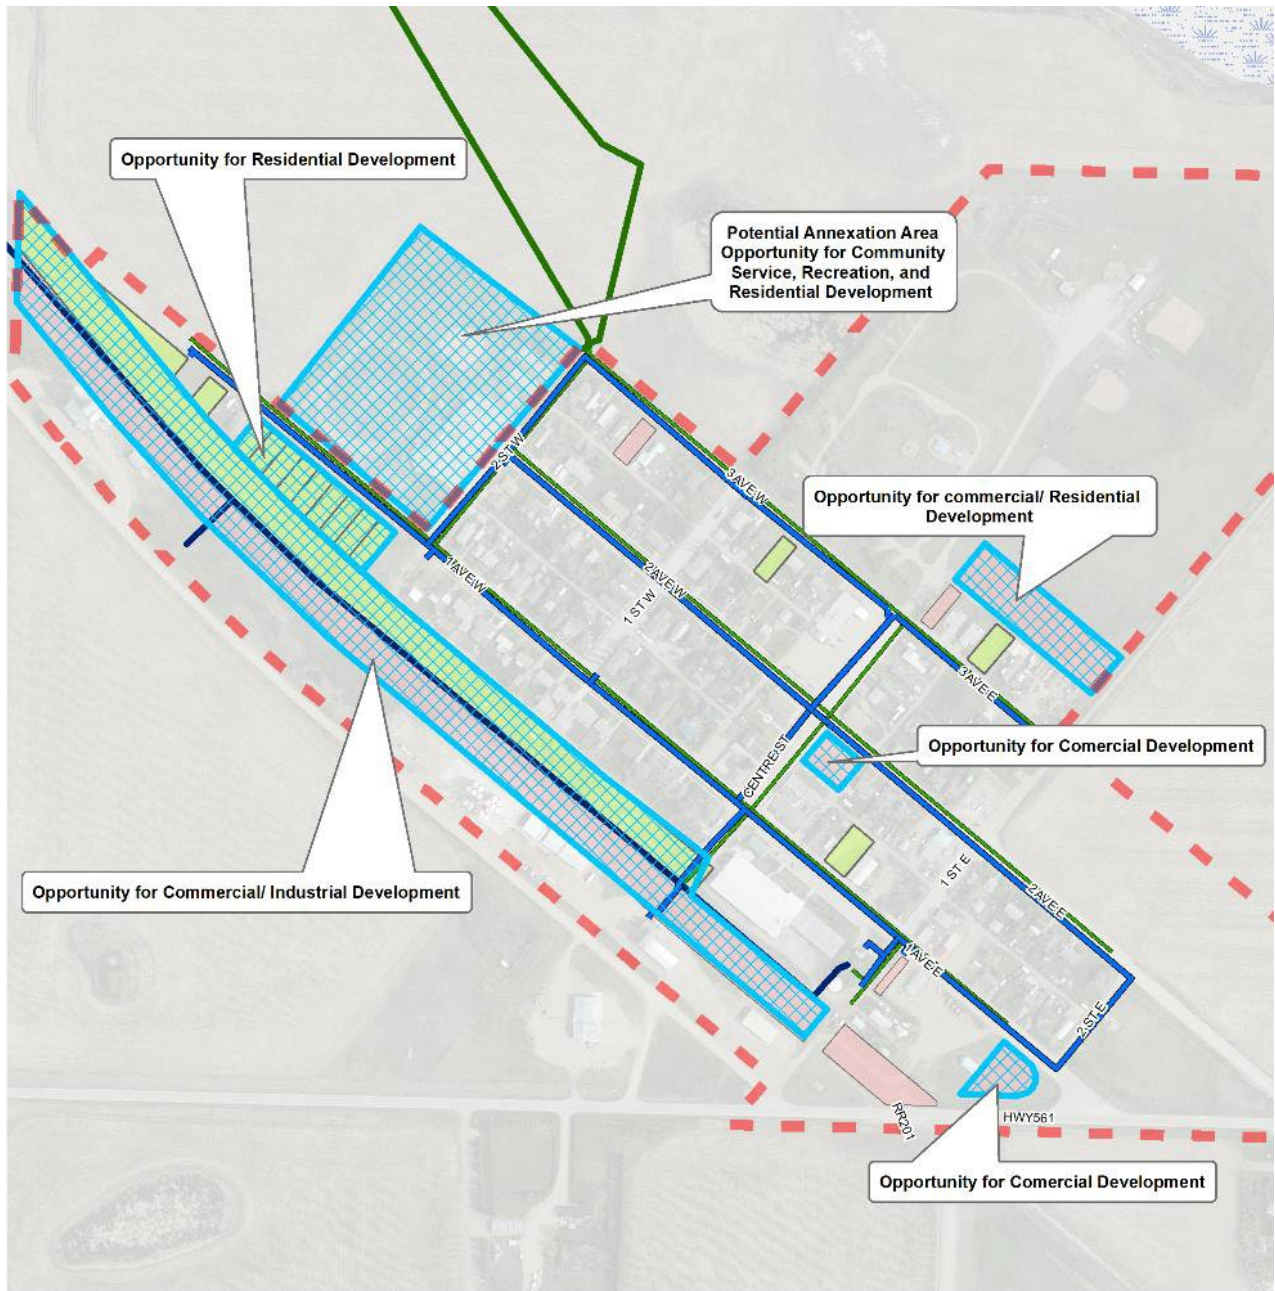 Opportunity for Residential Development
Potential Annexation Area
Opportunity for Community
Service, Recreation, and
Residential Development
2 ST W
3 AVE W
Opportunity for commercial/ Residential
Development
1 AVE W
2 AVE W
1 ST W
3 AVE E
CENTRE ST
Opportunity for Comercial Development
1 ST E
2 AVE E
Opportunity for Commercial/ Industrial Development
1 AVE E
2 ST E
RR201
HWY561
Opportunity for Comercial Development